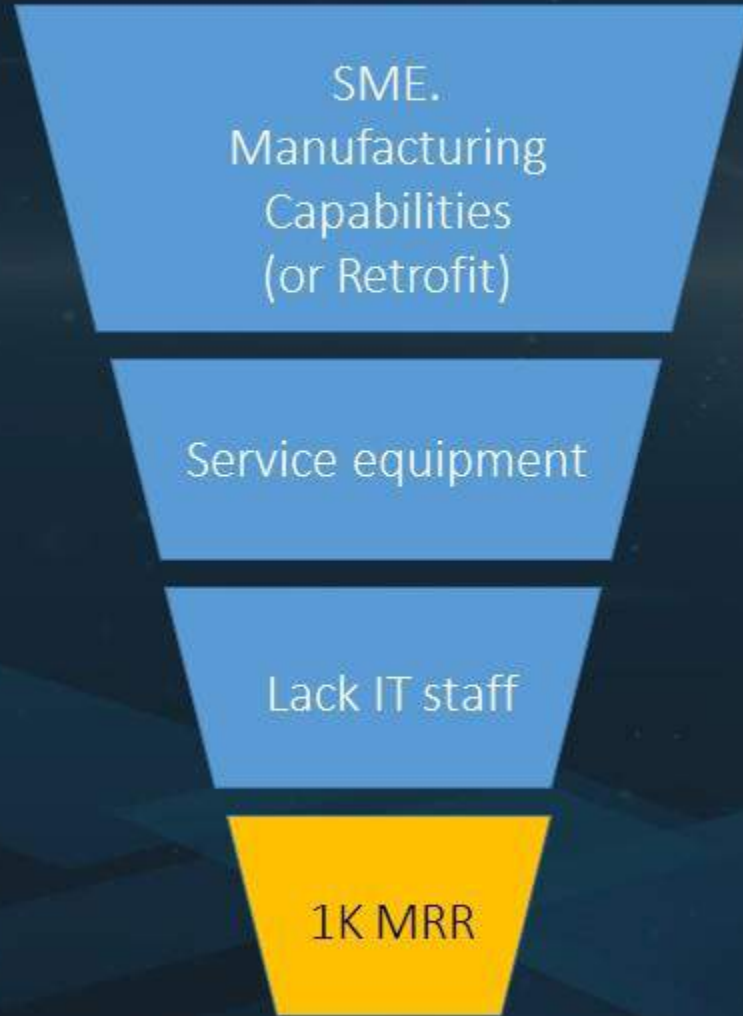 SME.
Manufacturing
Capabilities
(or Retrofit)
Service equipment
Lack IT staff
1K MRR